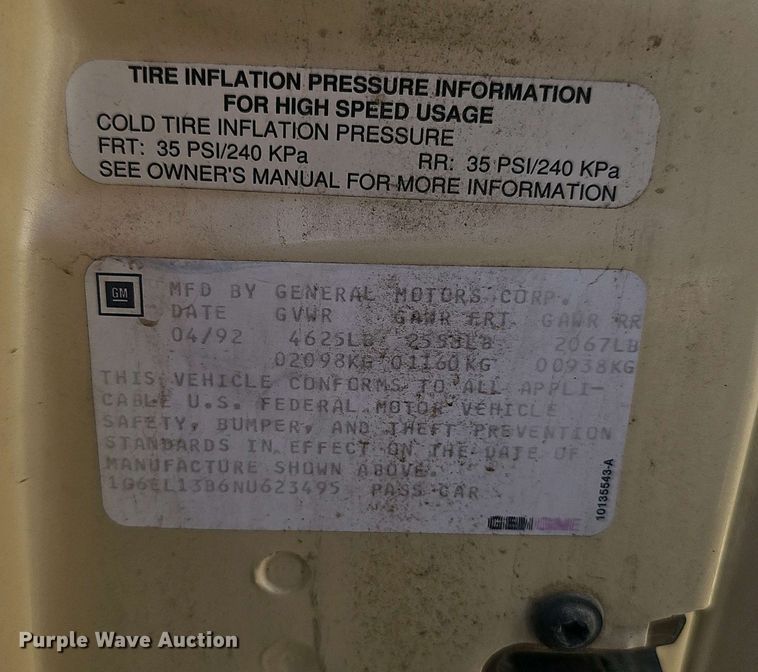 TIRE INFLATION PRESSURE INFORMATION
FOR HIGH SPEED USAGE
COLD TIRE INFLATION PRESSURE
FRT: 35 PSI/240 KPa RR: 35 PSI/240 KPa
SEE OWNER'S MANUAL FOR MORE INFORMATION
GM MFD BY GENERAL MOTORS CORP.
DATE GVWR GAWR FRT GAWR RR
04/92 4625LB 2558LB 2067LB
02098KG 01160KG 00938KG
THIS VEHICLE CONFORMS TO ALL APPLI-
CABLE U.S. FEDERAL MOTOR VEHICLE
SAFETY, BUMPER, AND THEFT PREVENTION
STANDARDS IN EFFECT ON THE DATE OF
MANUFACTURE SHOWN ABOVE.
1G6EL13B6NU623495 PASS CAR
10135543-A
Purple Wave Auction